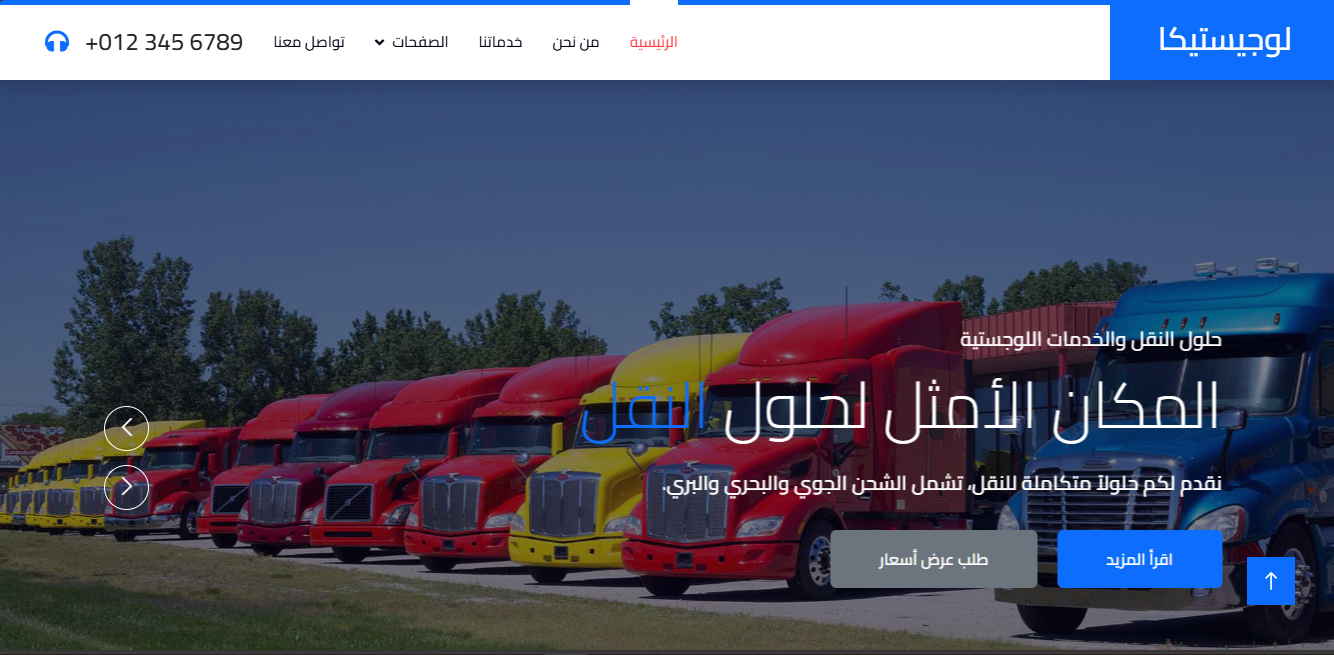 لوجيستيكا
الرئيسية من نحن خدماتنا الصفحات تواصل معنا +012 345 6789
حلول النقل والخدمات اللوجستية
المكان الأمثل لحلول النقل
نقدم لكم حلولاً متكاملة للنقل، تشمل الشحن الجوي والبحري والبري.
اقرأ المزيد
طلب عرض أسعار